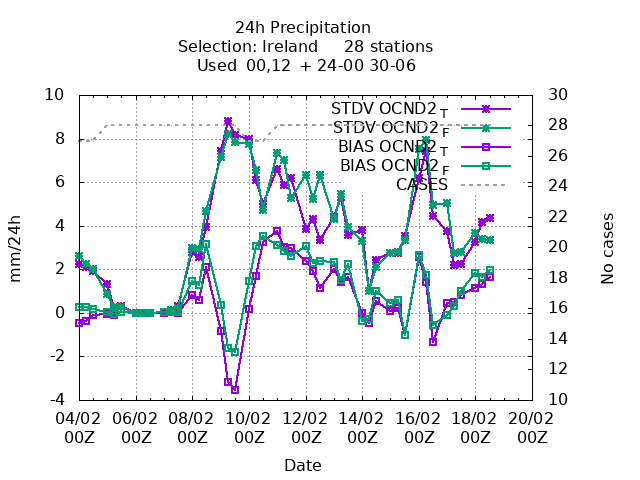 24h Precipitation
Selection: Ireland 28 stations
Used 00,12 + 24-00 30-06
STDV OCND2 T
STDV OCND2 F
BIAS OCND2 T
BIAS OCND2 F
CASES
10
8
6
4
2
0
-2
-4
mm/24h
30
28
26
24
22
20
18
16
14
12
10
No cases
04/02 06/02 08/02 10/02 12/02 14/02 16/02 18/02 20/02
00Z 00Z 00Z 00Z 00Z 00Z 00Z 00Z 00Z
Date